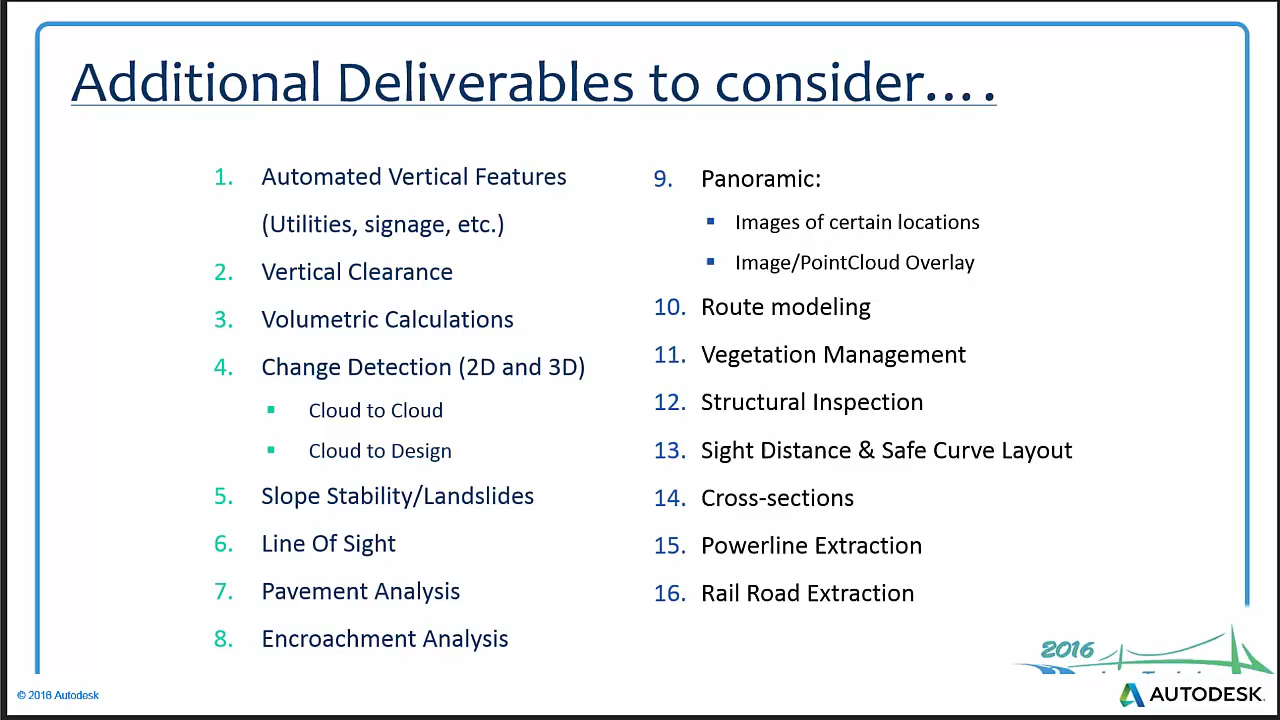 Additional Deliverables to consider....
1. Automated Vertical Features
(Utilities, signage, etc.)
2. Vertical Clearance
3. Volumetric Calculations
4. Change Detection (2D and 3D)
▪ Cloud to Cloud
▪ Cloud to Design
5. Slope Stability/Landslides
6. Line Of Sight
7. Pavement Analysis
8. Encroachment Analysis
9. Panoramic:
▪ Images of certain locations
▪ Image/PointCloud Overlay
10. Route modeling
11. Vegetation Management
12. Structural Inspection
13. Sight Distance & Safe Curve Layout
14. Cross-sections
15. Powerline Extraction
16. Rail Road Extraction
2016
© 2016 Autodesk
AUTODESK.